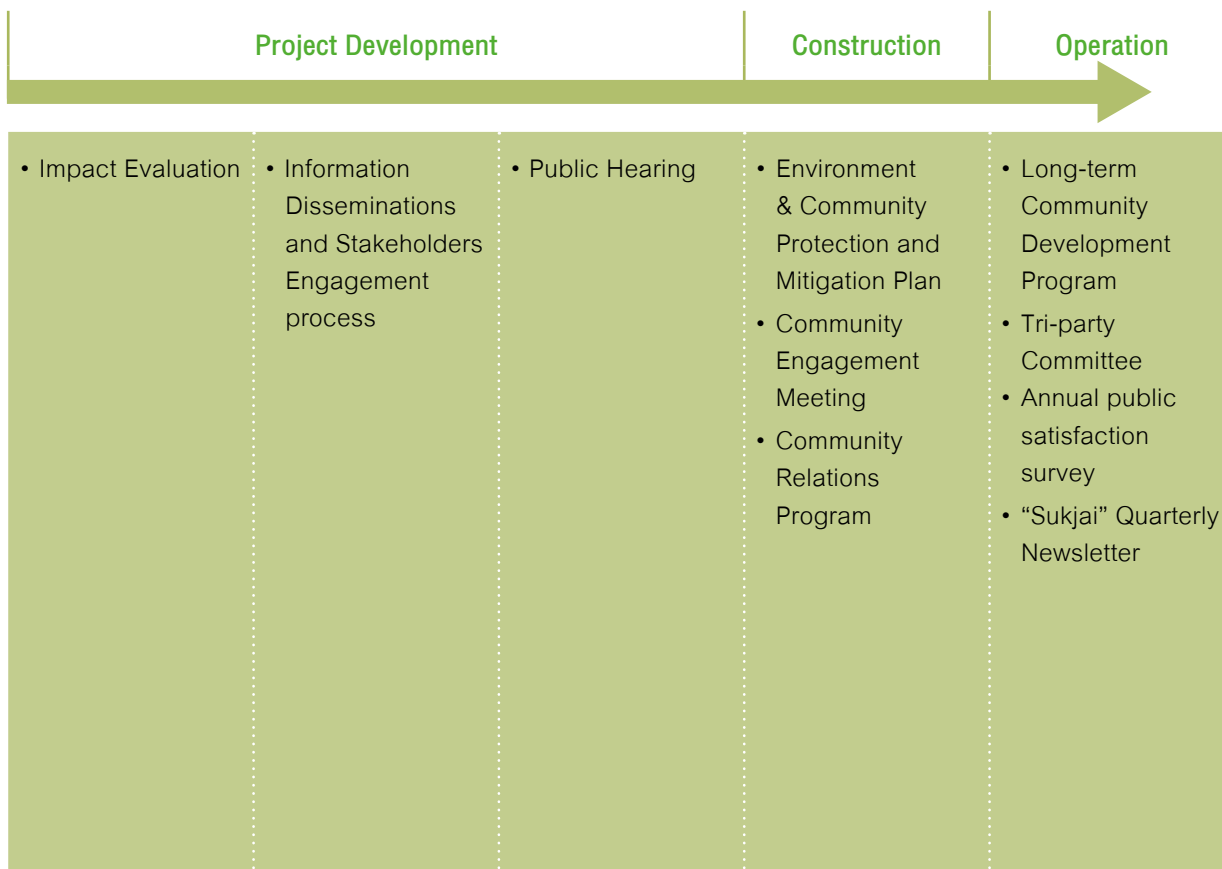 Project Development
Construction
Operation
• Impact Evaluation
• Information
Disseminations
and Stakeholders
Engagement
process
• Public Hearing
• Environment
& Community
Protection and
Mitigation Plan
• Community
Engagement
Meeting
• Community
Relations
Program
• Long-term
Community
Development
Program
• Tri-party
Committee
• Annual public
satisfaction
survey
• “Sukjai” Quarterly
Newsletter